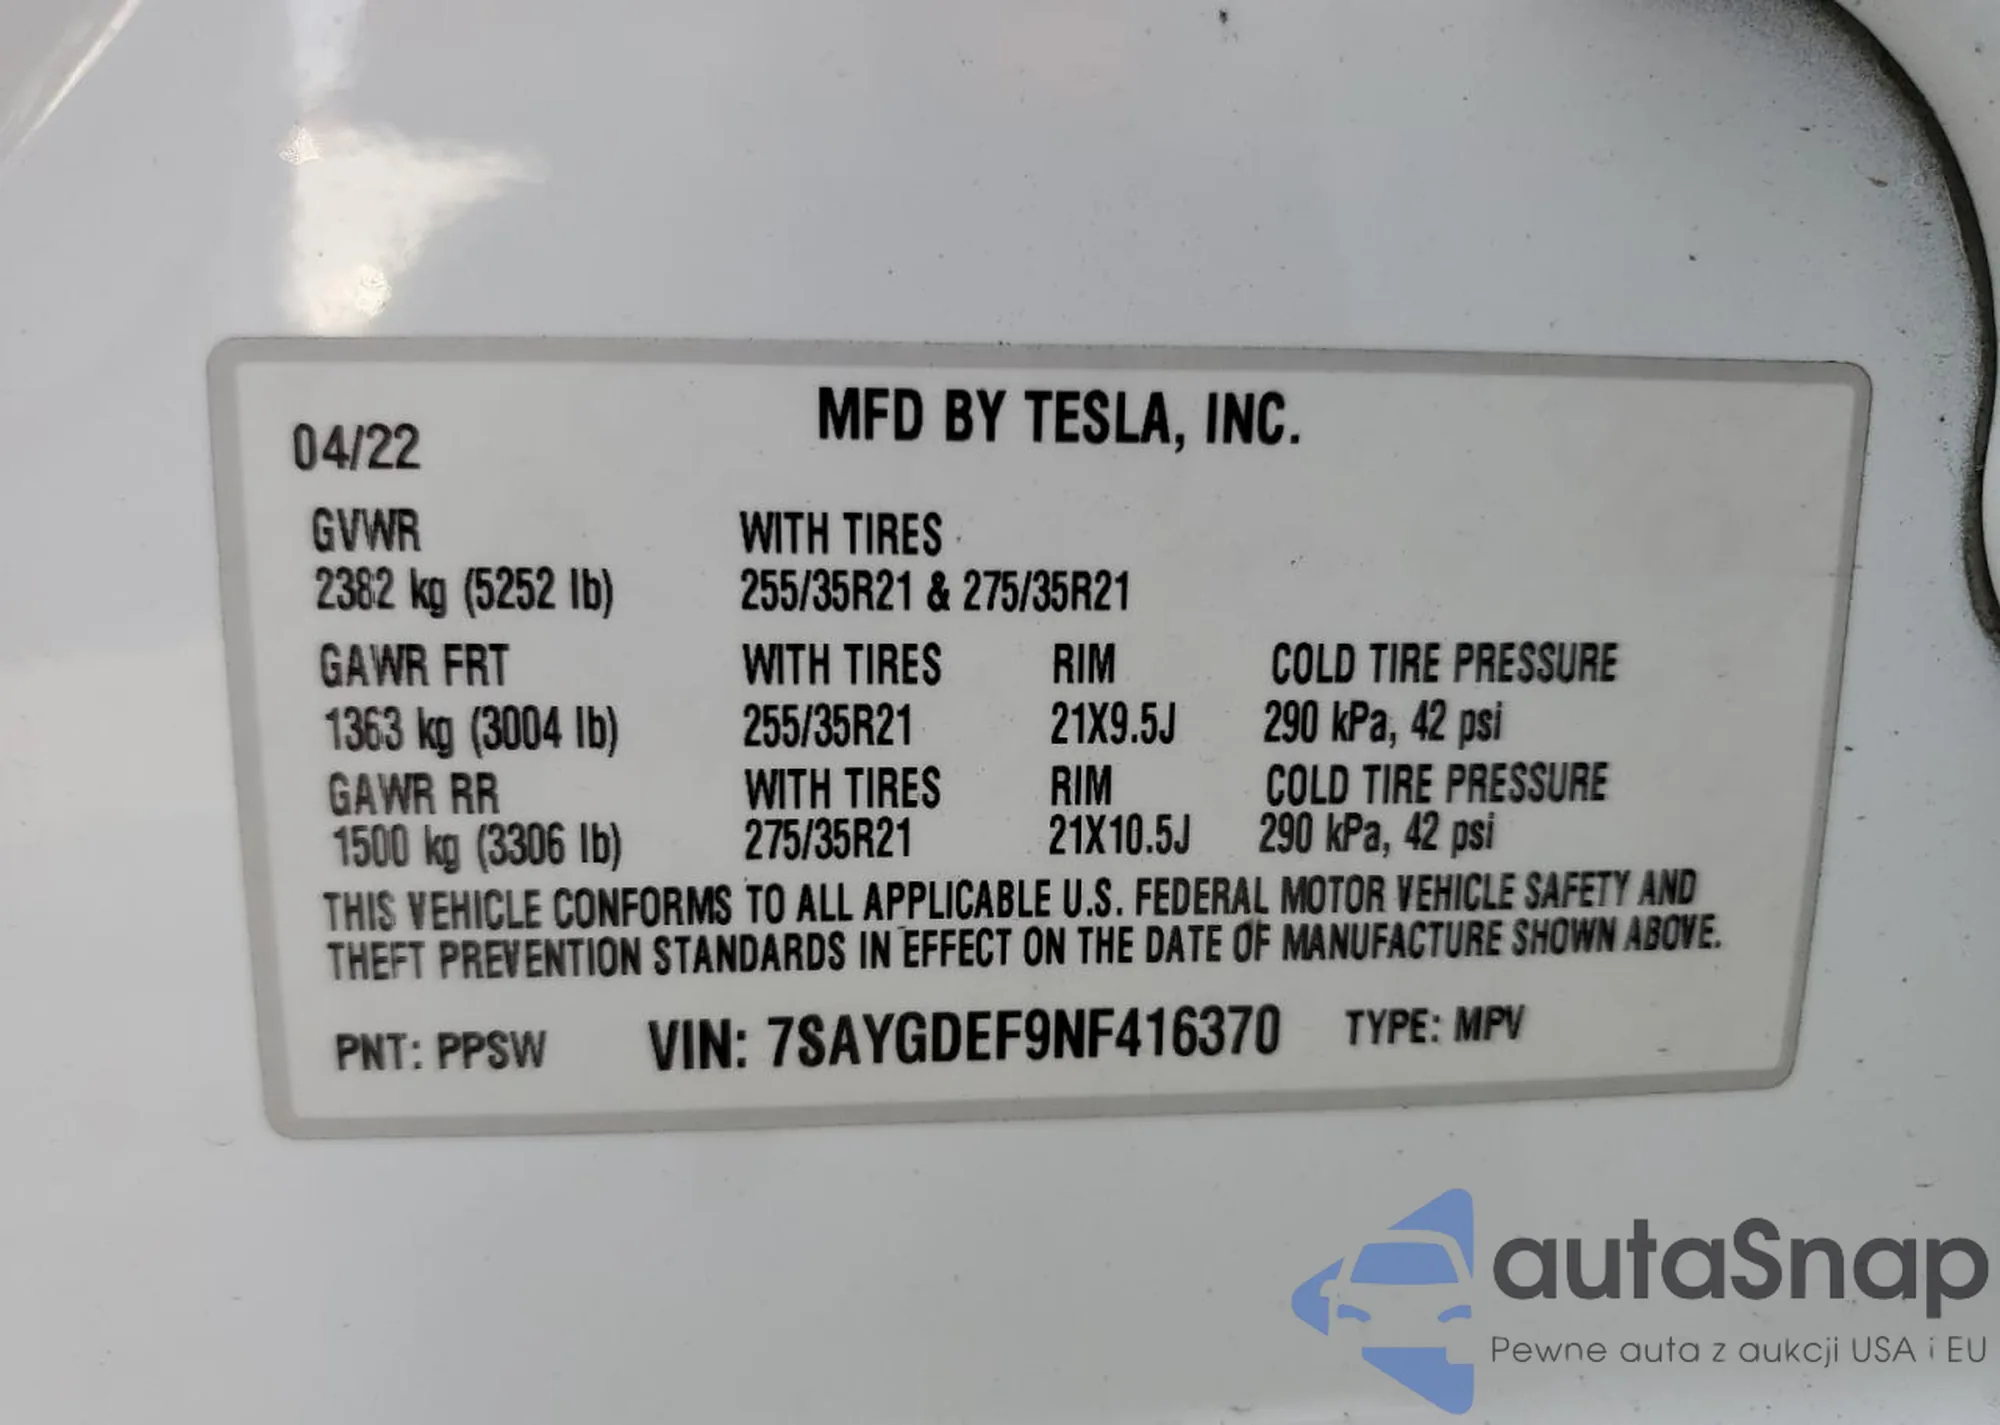 04/22
MFD BY TESLA, INC.
GVWR WITH TIRES
2382 kg (5252 lb) 255/35R21 & 275/35R21
GAWR FRT WITH TIRES RIM COLD TIRE PRESSURE
1363 kg (3004 lb) 255/35R21 21X9.5J 290 kPa, 42 psi
GAWR RR WITH TIRES RIM COLD TIRE PRESSURE
1500 kg (3306 lb) 275/35R21 21X10.5J 290 kPa, 42 psi
THIS VEHICLE CONFORMS TO ALL APPLICABLE U.S. FEDERAL MOTOR VEHICLE SAFETY AND
THEFT PREVENTION STANDARDS IN EFFECT ON THE DATE OF MANUFACTURE SHOWN ABOVE.
PNT: PPSW VIN: 7SAYGDEF9NF416370 TYPE: MPV
autaSnap
Pewne auta z aukcji USA i EU